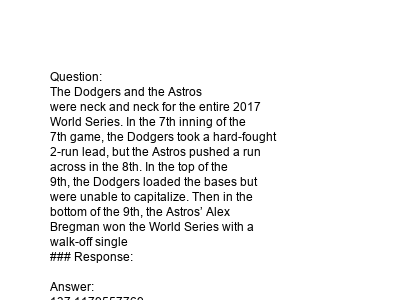 Question:
The Dodgers and the Astros
were neck and neck for the entire 2017
World Series. In the 7th inning of the
7th game, the Dodgers took a hard-fought
2-run lead, but the Astros pushed a run
across in the 8th. In the top of the
9th, the Dodgers loaded the bases but
were unable to capitalize. Then in the
bottom of the 9th, the Astros’ Alex
Bregman won the World Series with a
walk-off single
### Response:
Answer: